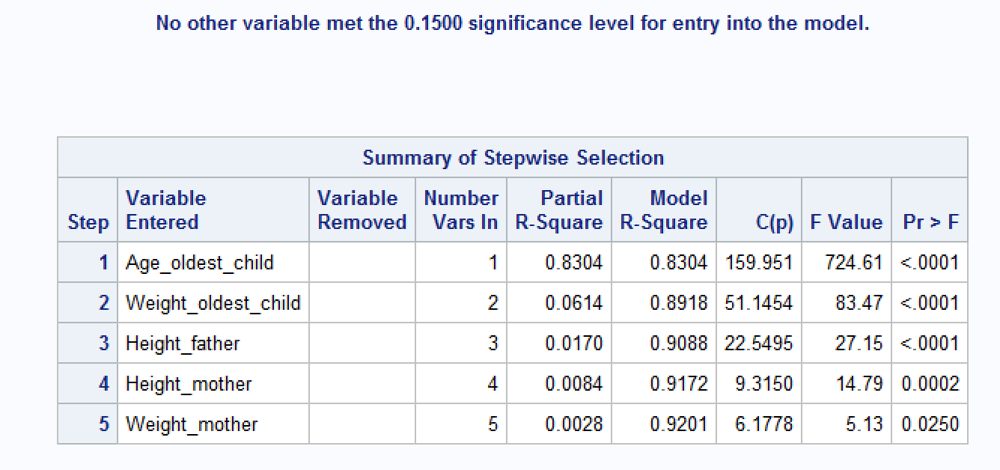 No other variable met the 0.1500 significance level for entry into the model.
Summary of Stepwise Selection
Step Variable Entered Variable Removed Number Vars In Partial R-Square Model R-Square C(p) F Value Pr > F
1 Age_oldest_child 1 0.8304 0.8304 159.951 724.61 <.0001
2 Weight_oldest_child 2 0.0614 0.8918 51.1454 83.47 <.0001
3 Height_father 3 0.0170 0.9088 22.5495 27.15 <.0001
4 Height_mother 4 0.0084 0.9172 9.3150 14.79 0.0002
5 Weight_mother 5 0.0028 0.9201 6.1778 5.13 0.0250